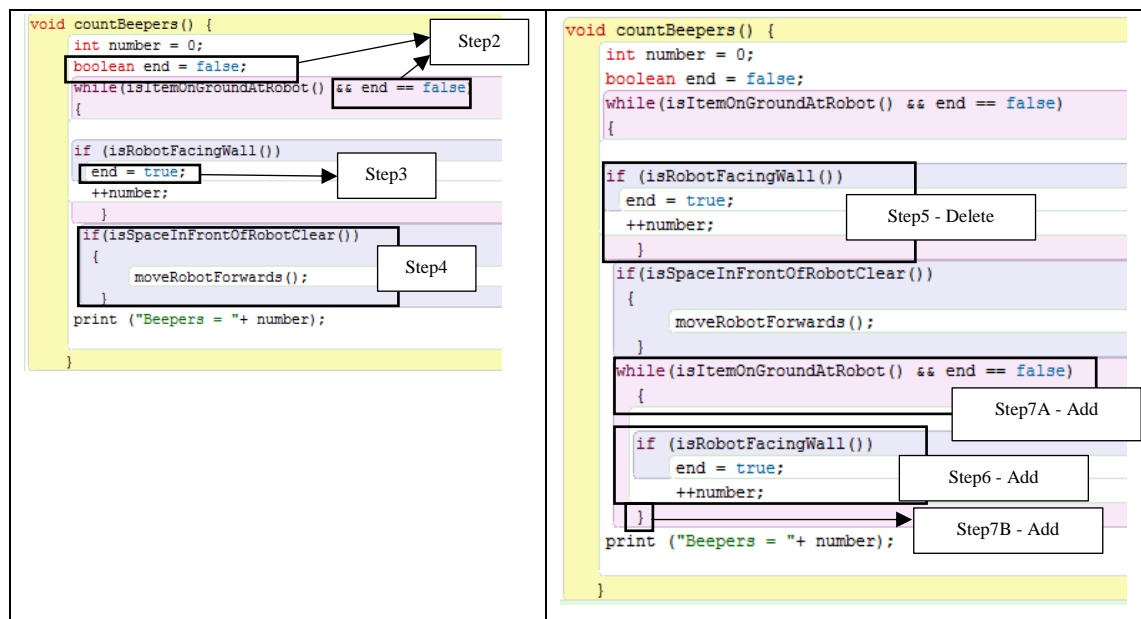 void countBeepers() {
int number = 0;
boolean end = false;
while(isItemOnGroundAtRobot() && end == false)
{
if (isRobotFacingWall())
end = true;
++number;
}
if(isSpaceInFrontOfRobotClear())
{
moveRobotForwards();
}
print ("Beepers = "+ number);
}
Step2
Step3
Step4
void countBeepers() {
int number = 0;
boolean end = false;
while(isItemOnGroundAtRobot() && end == false)
{
if (isRobotFacingWall())
end = true;
++number;
}
if(isSpaceInFrontOfRobotClear())
{
moveRobotForwards();
}
while(isItemOnGroundAtRobot() && end == false)
{
if (isRobotFacingWall())
end = true;
++number;
}
print ("Beepers = "+ number);
}
Step5 - Delete
Step7A - Add
Step6 - Add
Step7B - Add